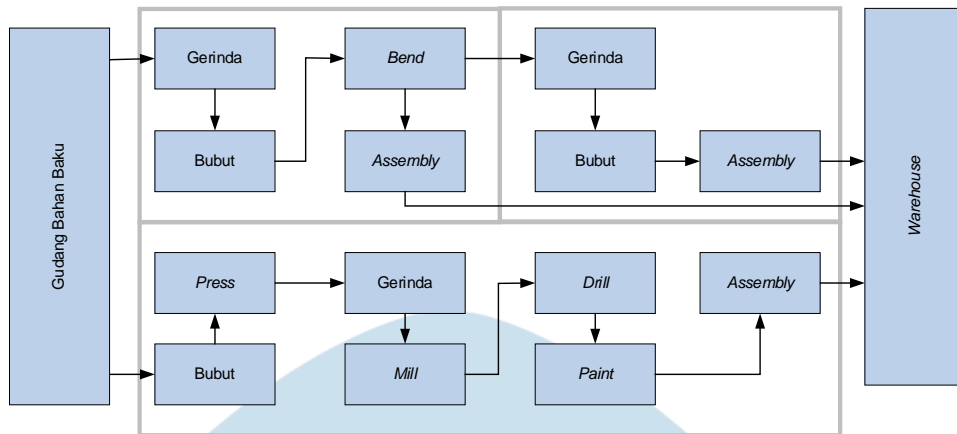 Gudang Bahan Baku
Gerinda
Bend
Gerinda
Bubut
Assembly
Bubut
Assembly
Press
Gerinda
Drill
Assembly
Bubut
Mill
Paint
Warehouse